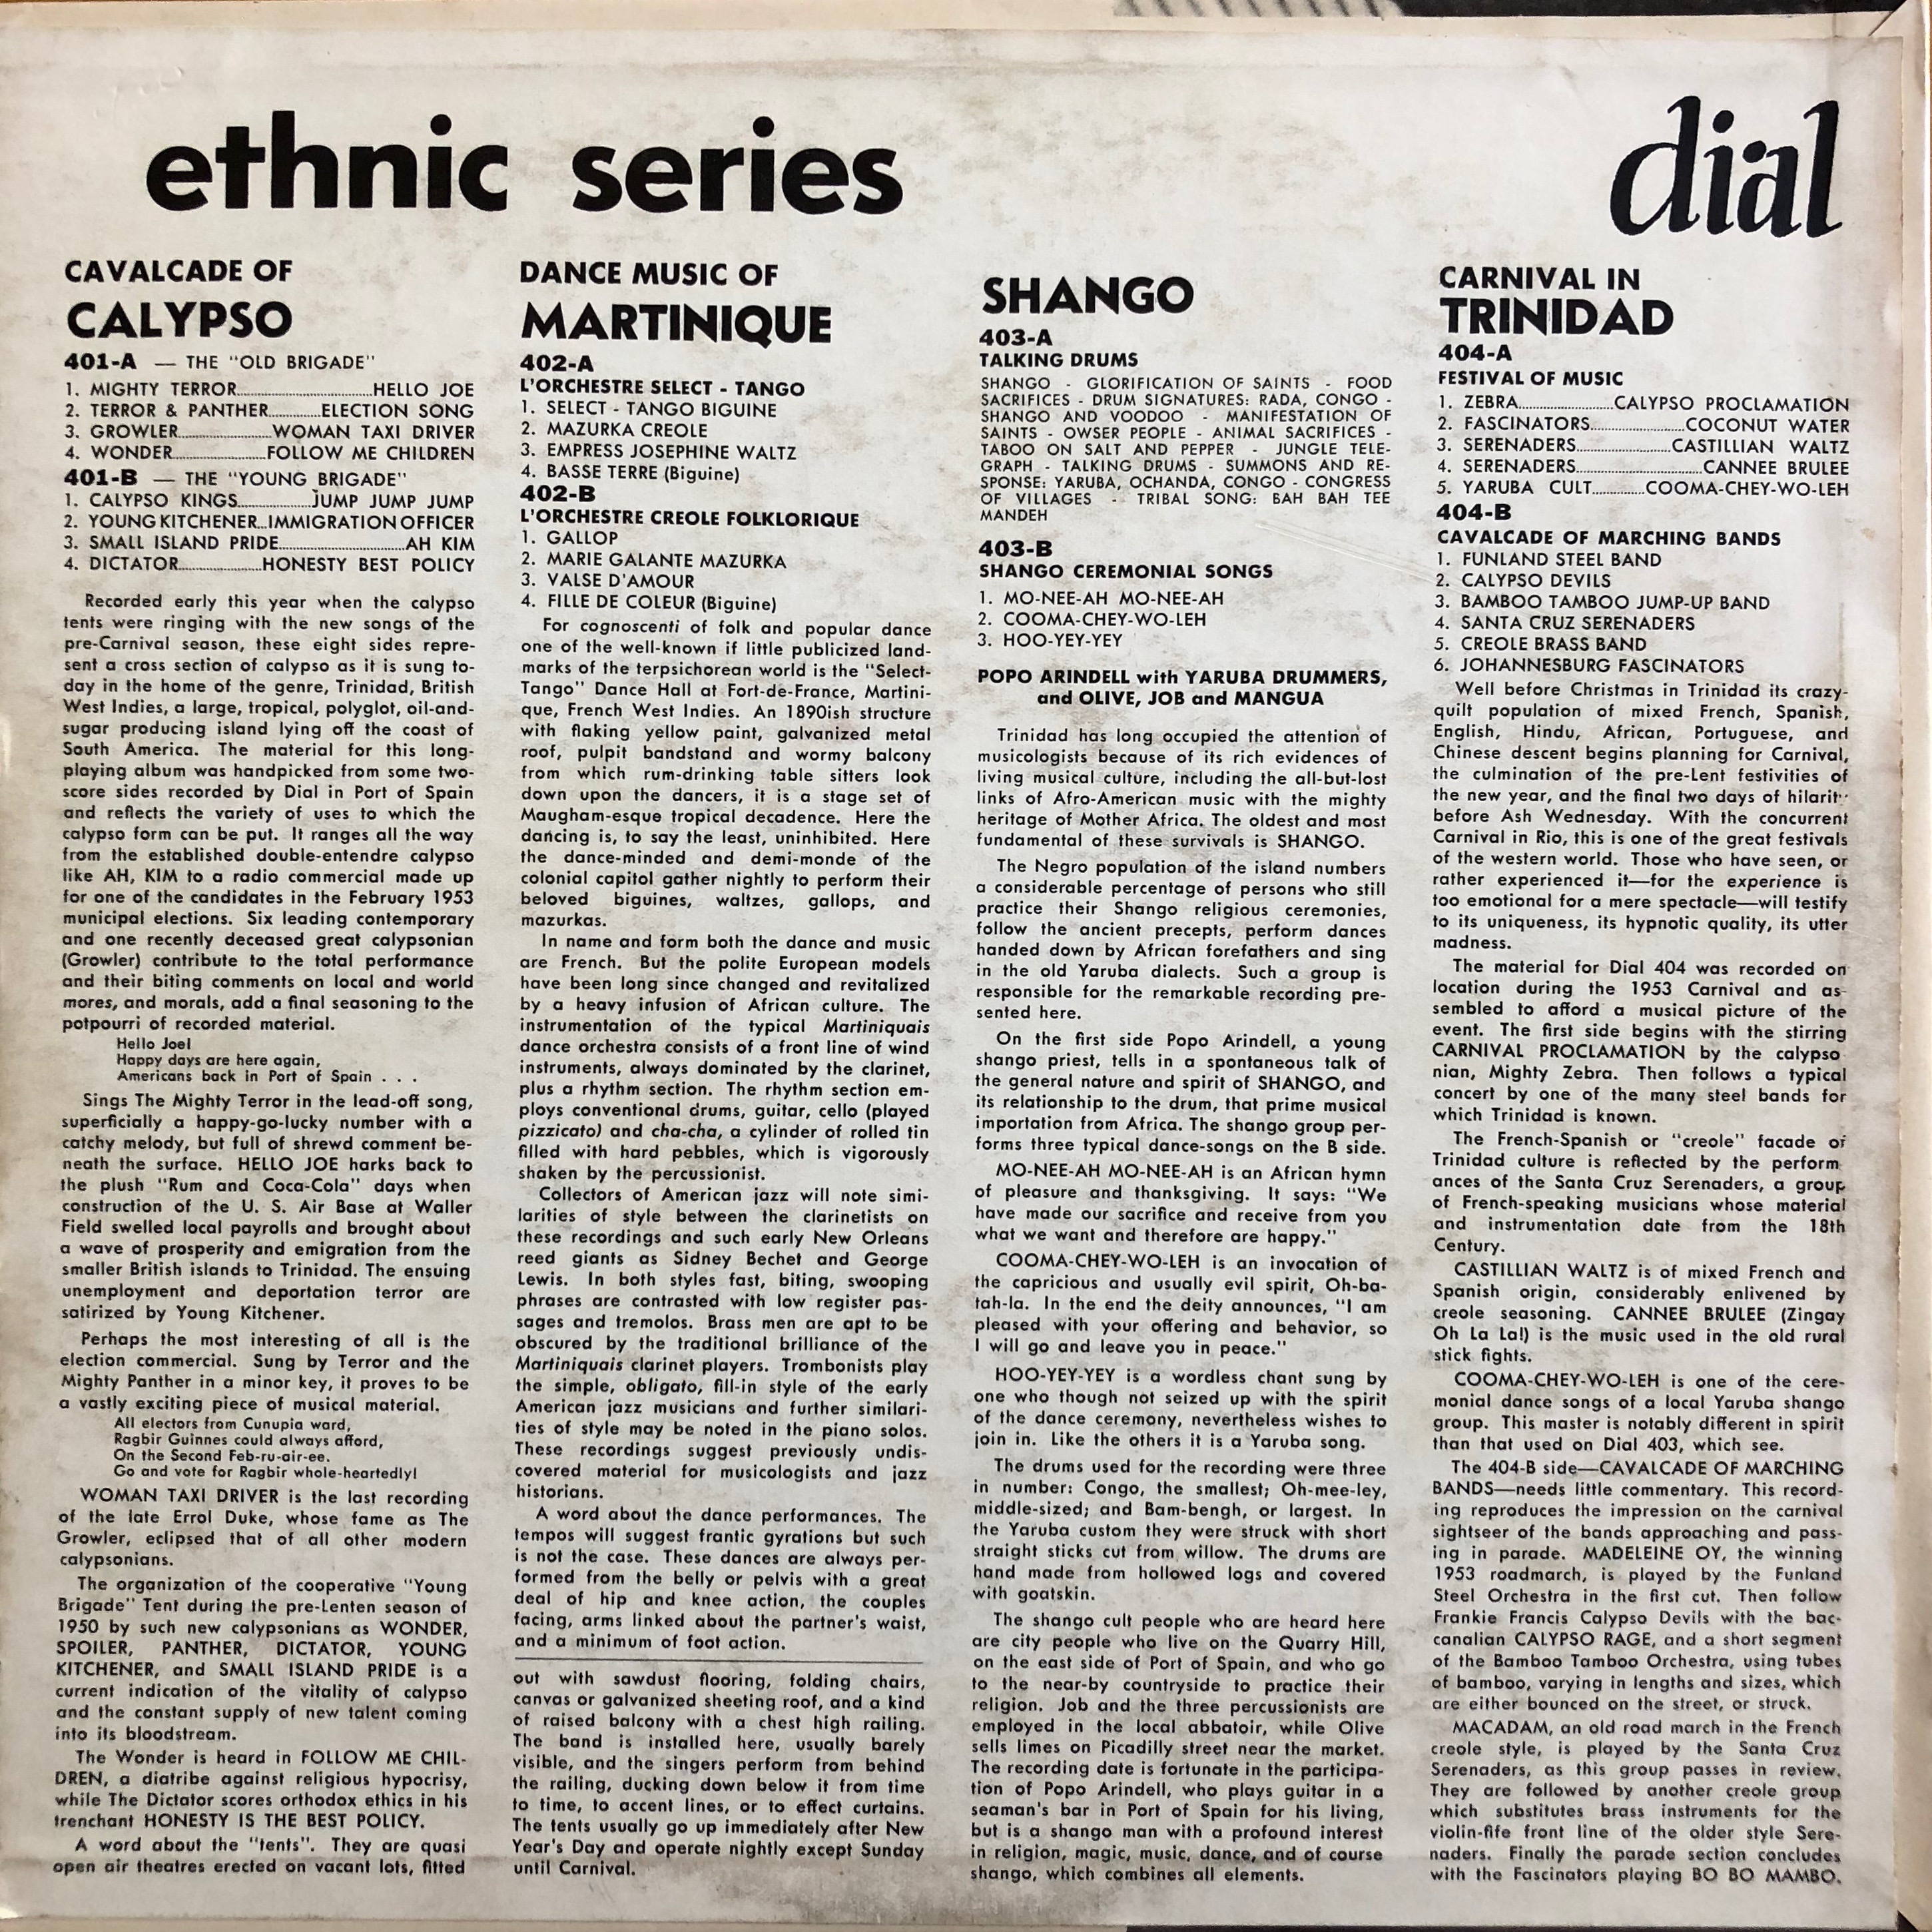 ethnic series
dial
CAVALCADE OF
CALYPSO
401-A — THE "OLD BRIGADE"
1. MIGHTY TERROR........HELLO JOE
2. TERROR & PANTHER........ELECTION SONG
3. GROWLER........WOMAN TAXI DRIVER
4. WONDER........FOLLOW ME CHILDREN
401-B — THE "YOUNG BRIGADE"
1. CALYPSO KINGS........JUMP JUMP JUMP
2. YOUNG KITCHENER...IMMIGRATION OFFICER
3. SMALL ISLAND PRIDE........AH KIM
4. DICTATOR........HONESTY BEST POLICY
Recorded early this year when the calypso
tents were ringing with the new songs of the
pre-Carnival season, these eight sides repre-
sent a cross section of calypso as it is sung to-
day in the home of the genre, Trinidad, British
West Indies, a large, tropical, polyglot, oil-and-
sugar producing island lying off the coast of
South America. The material for this long-
playing album was handpicked from some two-
score sides recorded by Dial in Port of Spain
and reflects the variety of uses to which the
calypso form can be put. It ranges all the way
from the established double-entendre calypso
like AH, KIM to a radio commercial made up
for one of the candidates in the February 1953
municipal elections. Six leading contemporary
and one recently deceased great calypsonian
(Growler) contribute to the total performance
and their biting comments on local and world
mores, and morals, add a final seasoning to the
potpourri of recorded material.
Hello Joe!
Happy days are here again,
Americans back in Port of Spain . . .
Sings The Mighty Terror in the lead-off song,
superficially a happy-go-lucky number with a
catchy melody, but full of shrewd comment be-
neath the surface. HELLO JOE harks back to
the plush "Rum and Coca-Cola" days when
construction of the U. S. Air Base at Waller
Field swelled local payrolls and brought about
a wave of prosperity and emigration from the
smaller British islands to Trinidad. The ensuing
unemployment and deportation terror are
satirized by Young Kitchener.
Perhaps the most interesting of all is the
election commercial. Sung by Terror and the
Mighty Panther in a minor key, it proves to be
a vastly exciting piece of musical material.
All electors from Cunupia ward,
Ragbir Guinnes could always afford,
On the Second Feb-ru-air-ee.
Go and vote for Ragbir whole-heartedly!
WOMAN TAXI DRIVER is the last recording
of the late Errol Duke, whose fame as The
Growler, eclipsed that of all other modern
calypsonians.
The organization of the cooperative "Young
Brigade" Tent during the pre-Lenten season of
1950 by such new calypsonians as WONDER,
SPOILER, PANTHER, DICTATOR, YOUNG
KITCHENER, and SMALL ISLAND PRIDE is a
current indication of the vitality of calypso
and the constant supply of new talent coming
into its bloodstream.
The Wonder is heard in FOLLOW ME CHIL-
DREN, a diatribe against religious hypocrisy,
while The Dictator scores orthodox ethics in his
trenchant HONESTY IS THE BEST POLICY.
A word about the "tents". They are quasi
open air theatres erected on vacant lots, fitted
DANCE MUSIC OF
MARTINIQUE
402-A
L'ORCHESTRE SELECT - TANGO
1. SELECT - TANGO BIGUINE
2. MAZURKA CREOLE
3. EMPRESS JOSEPHINE WALTZ
4. BASSE TERRE (Biguine)
402-B
L'ORCHESTRE CREOLE FOLKLORIQUE
1. GALLOP
2. MARIE GALANTE MAZURKA
3. VALSE D'AMOUR
4. FILLE DE COLEUR (Biguine)
For cognoscenti of folk and popular dance
one of the well-known if little publicized land-
marks of the terpsichorean world is the "Select-
Tango" Dance Hall at Fort-de-France, Martini-
que, French West Indies. An 1890ish structure
with flaking yellow paint, galvanized metal
roof, pulpit bandstand and wormy balcony
from which rum-drinking table sitters look
down upon the dancers, it is a stage set of
Maugham-esque tropical decadence. Here the
dancing is, to say the least, uninhibited. Here
the dance-minded and demi-monde of the
colonial capitol gather nightly to perform their
beloved biguines, waltzes, gallops, and
mazurkas.
In name and form both the dance and music
are French. But the polite European models
have been long since changed and revitalized
by a heavy infusion of African culture. The
instrumentation of the typical Martiniquais
dance orchestra consists of a front line of wind
instruments, always dominated by the clarinet,
plus a rhythm section. The rhythm section em-
ploys conventional drums, guitar, cello (played
pizzicato) and cha-cha, a cylinder of rolled tin
filled with hard pebbles, which is vigorously
shaken by the percussionist.
Collectors of American jazz will note simi-
larities of style between the clarinetists on
these recordings and such early New Orleans
reed giants as Sidney Bechet and George
Lewis. In both styles fast, biting, swooping
phrases are contrasted with low register pas-
sages and tremolos. Brass men are apt to be
obscured by the traditional brilliance of the
Martiniquais clarinet players. Trombonists play
the simple, obligato, fill-in style of the early
American jazz musicians and further similari-
ties of style may be noted in the piano solos.
These recordings suggest previously undis-
covered material for musicologists and jazz
historians.
A word about the dance performances. The
tempos will suggest frantic gyrations but such
is not the case. These dances are always per-
formed from the belly or pelvis with a great
deal of hip and knee action, the couples
facing, arms linked about the partner's waist,
and a minimum of foot action.
out with sawdust flooring, folding chairs,
canvas or galvanized sheeting roof, and a kind
of raised balcony with a chest high railing.
The band is installed here, usually barely
visible, and the singers perform from behind
the railing, ducking down below it from time
to time, to accent lines, or to effect curtains.
The tents usually go up immediately after New
Year's Day and operate nightly except Sunday
until Carnival.
SHANGO
403-A
TALKING DRUMS
SHANGO - GLORIFICATION OF SAINTS - FOOD
SACRIFICES - DRUM SIGNATURES: RADA, CONGO -
SHANGO AND VOODOO - MANIFESTATION OF
SAINTS - OWSER PEOPLE - ANIMAL SACRIFICES -
TABOO ON SALT AND PEPPER - JUNGLE TELE-
GRAPH - TALKING DRUMS - SUMMONS AND RE-
SPONSE: YARUBA, OCHANDA, CONGO - CONGRESS
OF VILLAGES - TRIBAL SONG: BAH BAH TEE
MANDEH
403-B
SHANGO CEREMONIAL SONGS
1. MO-NEE-AH MO-NEE-AH
2. COOMA-CHEY-WO-LEH
3. HOO-YEY-YEY
POPO ARINDELL with YARUBA DRUMMERS,
and OLIVE, JOB and MANGUA
Trinidad has long occupied the attention of
musicologists because of its rich evidences of
living musical culture, including the all-but-lost
links of Afro-American music with the mighty
heritage of Mother Africa. The oldest and most
fundamental of these survivals is SHANGO.
The Negro population of the island numbers
a considerable percentage of persons who still
practice their Shango religious ceremonies,
follow the ancient precepts, perform dances
handed down by African forefathers and sing
in the old Yaruba dialects. Such a group is
responsible for the remarkable recording pre-
sented here.
On the first side Popo Arindell, a young
shango priest, tells in a spontaneous talk of
the general nature and spirit of SHANGO, and
its relationship to the drum, that prime musical
importation from Africa. The shango group per-
forms three typical dance-songs on the B side.
MO-NEE-AH MO-NEE-AH is an African hymn
of pleasure and thanksgiving. It says: "We
have made our sacrifice and receive from you
what we want and therefore are happy."
COOMA-CHEY-WO-LEH is an invocation of
the capricious and usually evil spirit, Oh-ba-
tah-la. In the end the deity announces, "I am
pleased with your offering and behavior, so
I will go and leave you in peace."
HOO-YEY-YEY is a wordless chant sung by
one who though not seized up with the spirit
of the dance ceremony, nevertheless wishes to
join in. Like the others it is a Yaruba song.
The drums used for the recording were three
in number: Congo, the smallest; Oh-mee-ley,
middle-sized; and Bam-bengh, or largest. In
the Yaruba custom they were struck with short
straight sticks cut from willow. The drums are
hand made from hollowed logs and covered
with goatskin.
The shango cult people who are heard here
are city people who live on the Quarry Hill,
on the east side of Port of Spain, and who go
to the near-by countryside to practice their
religion. Job and the three percussionists are
employed in the local abbatoir, while Olive
sells limes on Picadilly street near the market.
The recording date is fortunate in the participa-
tion of Popo Arindell, who plays guitar in a
seaman's bar in Port of Spain for his living,
but is a shango man with a profound interest
in religion, magic, music, dance, and of course
shango, which combines all elements.
CARNIVAL IN
TRINIDAD
404-A
FESTIVAL OF MUSIC
1. ZEBRA........CALYPSO PROCLAMATION
2. FASCINATORS........COCONUT WATER
3. SERENADERS........CASTILLIAN WALTZ
4. SERENADERS........CANNEE BRULEE
5. YARUBA CULT........COOMA-CHEY-WO-LEH
404-B
CAVALCADE OF MARCHING BANDS
1. FUNLAND STEEL BAND
2. CALYPSO DEVILS
3. BAMBOO TAMBOO JUMP-UP BAND
4. SANTA CRUZ SERENADERS
5. CREOLE BRASS BAND
6. JOHANNESBURG FASCINATORS
Well before Christmas in Trinidad its crazy-
quilt population of mixed French, Spanish,
English, Hindu, African, Portuguese, and
Chinese descent begins planning for Carnival,
the culmination of the pre-Lent festivities of
the new year, and the final two days of hilarity
before Ash Wednesday. With the concurrent
Carnival in Rio, this is one of the great festivals
of the western world. Those who have seen, or
rather experienced it—for the experience is
too emotional for a mere spectacle—will testify
to its uniqueness, its hypnotic quality, its utter
madness.
The material for Dial 404 was recorded on
location during the 1953 Carnival and as-
sembled to afford a musical picture of the
event. The first side begins with the stirring
CARNIVAL PROCLAMATION by the calypso-
nian, Mighty Zebra. Then follows a typical
concert by one of the many steel bands for
which Trinidad is known.
The French-Spanish or "creole" facade of
Trinidad culture is reflected by the perform-
ances of the Santa Cruz Serenaders, a group
of French-speaking musicians whose material
and instrumentation date from the 18th
Century.
CASTILLIAN WALTZ is of mixed French and
Spanish origin, considerably enlivened by
creole seasoning. CANNEE BRULEE (Zingay
Oh La La!) is the music used in the old rural
stick fights.
COOMA-CHEY-WO-LEH is one of the cere-
monial dance songs of a local Yaruba shango
group. This master is notably different in spirit
than that used on Dial 403, which see.
The 404-B side—CAVALCADE OF MARCHING
BANDS—needs little commentary. This record-
ing reproduces the impression on the carnival
sightseer of the bands approaching and pass-
ing in parade. MADELEINE OY, the winning
1953 roadmarch, is played by the Funland
Steel Orchestra in the first cut. Then follow
Frankie Francis Calypso Devils with the bac-
canalian CALYPSO RAGE, and a short segment
of the Bamboo Tamboo Orchestra, using tubes
of bamboo, varying in lengths and sizes, which
are either bounced on the street, or struck.
MACADAM, an old road march in the French
creole style, is played by the Santa Cruz
Serenaders, as this group passes in review.
They are followed by another creole group
which substitutes brass instruments for the
violin-fife front line of the older style Sere-
naders. Finally the parade section concludes
with the Fascinators playing BO BO MAMBO.